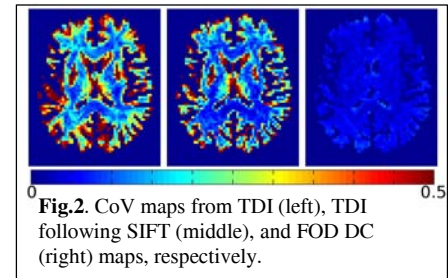 0 0.5
Fig.2. CoV maps from TDI (left), TDI
following SIFT (middle), and FOD DC
(right) maps, respectively.